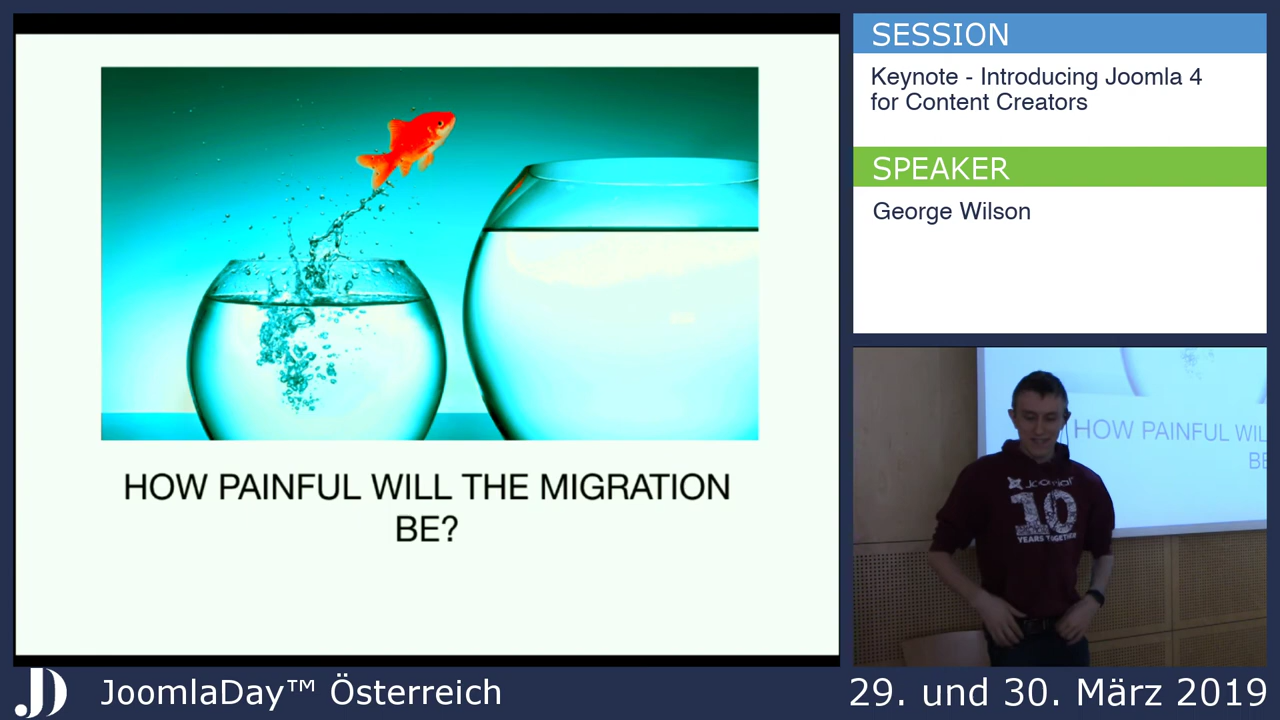 HOW PAINFUL WILL THE MIGRATION
BE?
SESSION
Keynote - Introducing Joomla 4
for Content Creators
SPEAKER
George Wilson
HOW PAINFUL WIL
BE
Joomla!
10
YEARS TOGETHER
JoomlaDay™ Österreich
29. und 30. März 2019